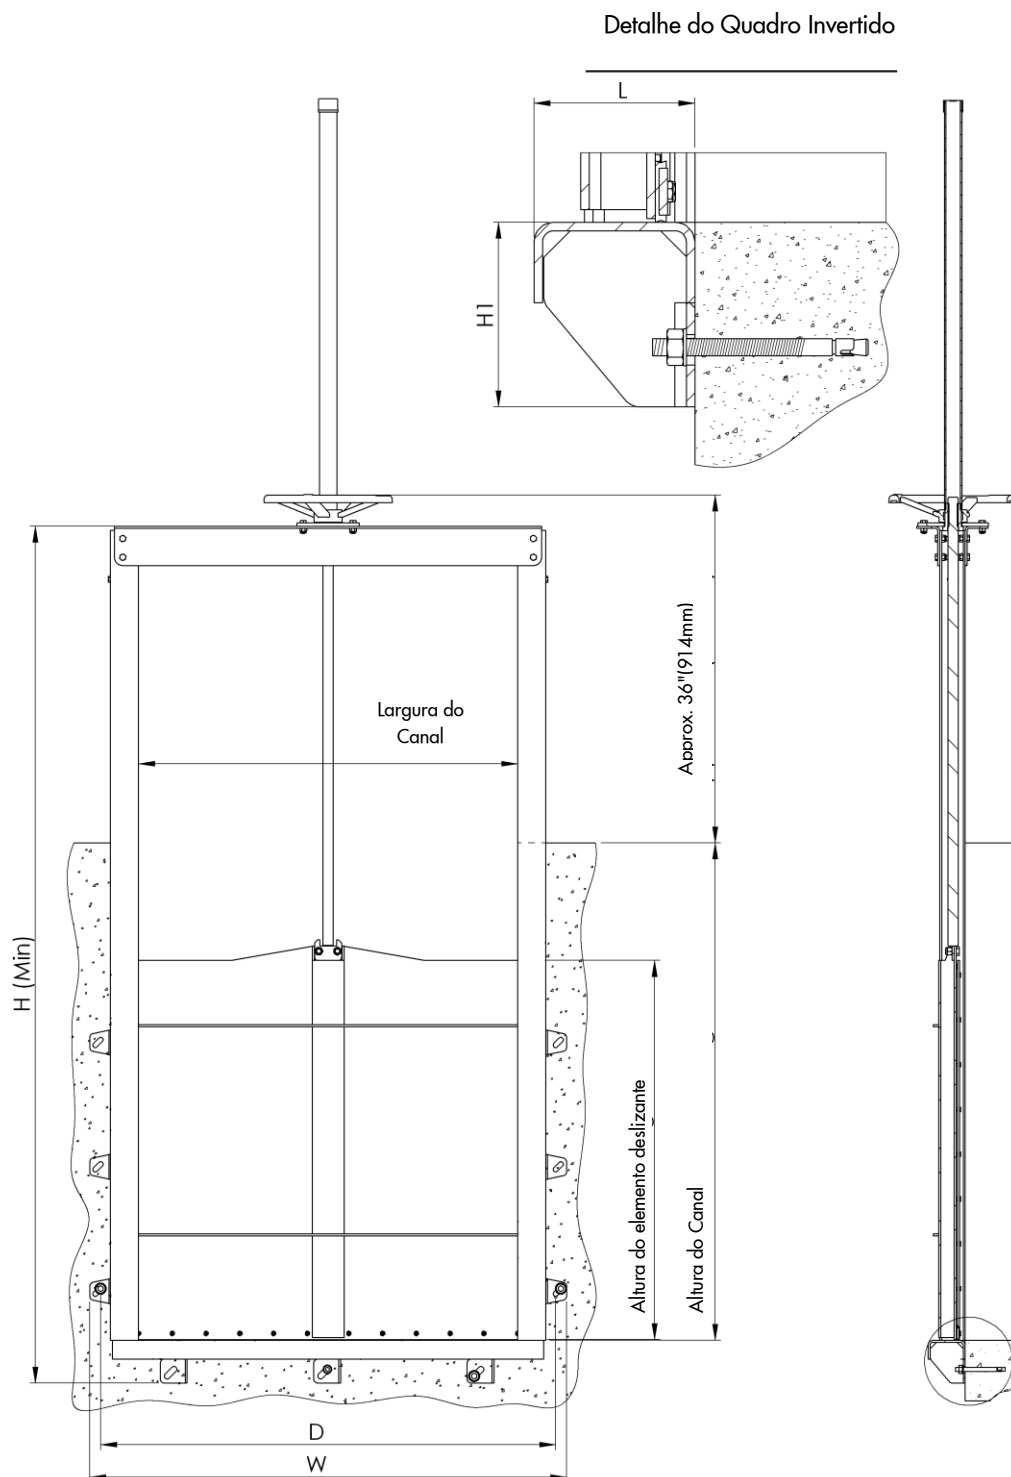 Detalhe do Quadro Invertido
L
H1
Approx. 36"(914mm)
Largura do
Canal
H (Min)
Altura do elemento deslizante
Altura do Canal
D
W